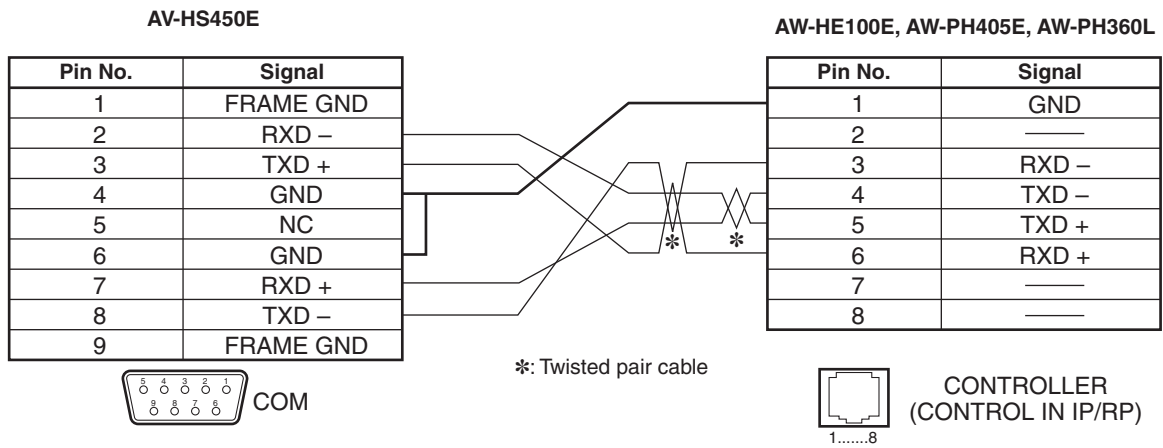 AV-HS450E
AW-HE100E, AW-PH405E, AW-PH360L
Pin No. Signal
1 FRAME GND
2 RXD –
3 TXD +
4 GND
5 NC
6 GND
7 RXD +
8 TXD –
9 FRAME GND
Pin No. Signal
1 GND
2 ——
3 RXD –
4 TXD –
5 TXD +
6 RXD +
7 ——
8 ——
✻ ✻
✻: Twisted pair cable
5 4 3 2 1
9 8 7 6
COM
1.......8
CONTROLLER
(CONTROL IN IP/RP)